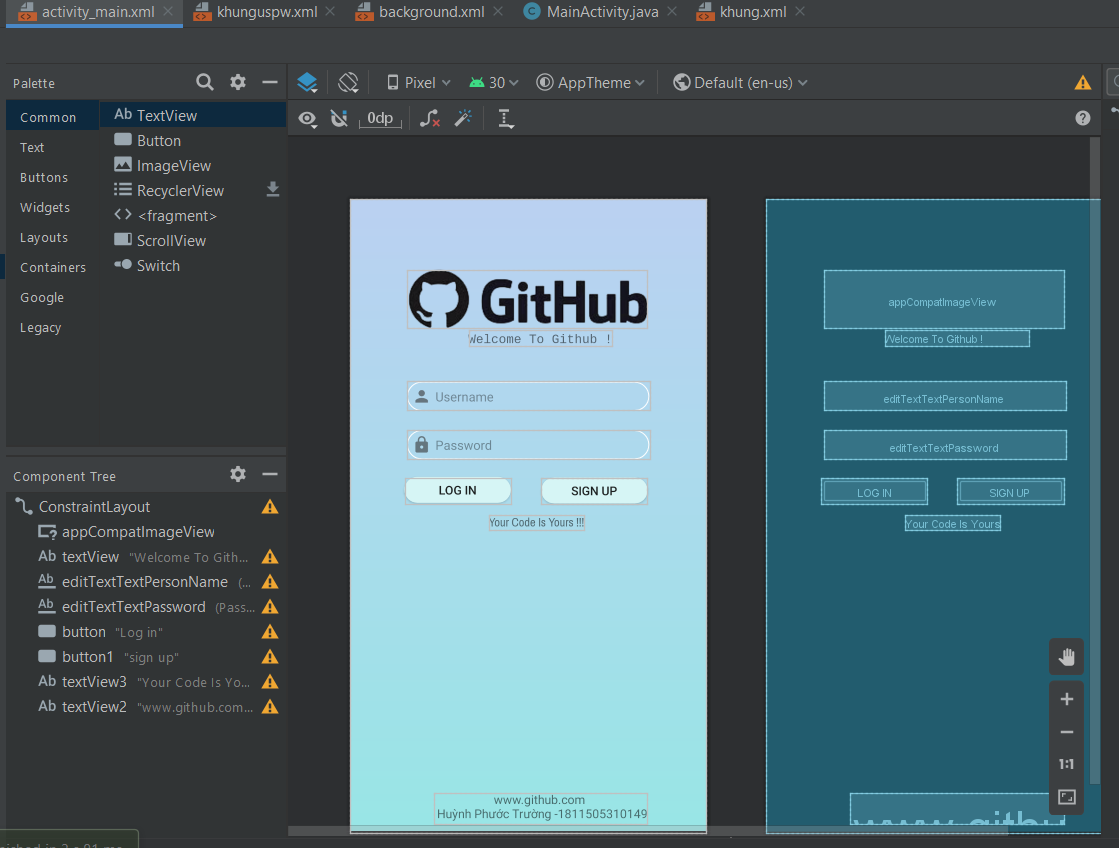 activity_main.xml khunguspw.xml background.xml MainActivity.java khung.xml
Palette Pixel 30 AppTheme Default (en-us)
Common
Text
Buttons
Widgets
Layouts
Containers
Google
Legacy
Ab TextView
Button
ImageView
RecyclerView
<fragment>
ScrollView
Switch
0dp
GitHub
Welcome To Github !
Username
Password
LOG IN SIGN UP
Your Code Is Yours !!!
www.github.com
Huỳnh Phước Trường -1811505310149
appCompatImageView
Welcome To Github !
editTextTextPersonName
editTextTextPassword
LOG IN SIGN UP
Your Code Is Yours
1:1
Component Tree
ConstraintLayout
appCompatImageView
Ab textView "Welcome To Gith...
Ab editTextTextPersonName (...
Ab editTextTextPassword (Pass...
button "Log in"
button1 "sign up"
Ab textView3 "Your Code Is Yo...
Ab textView2 "www.github.com...